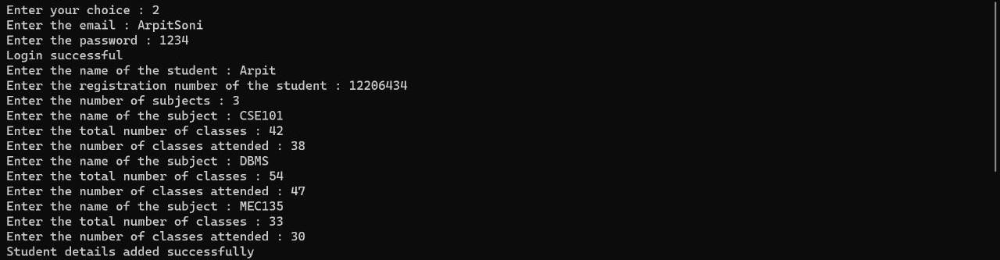 Enter your choice : 2
Enter the email : ArpitSoni
Enter the password : 1234
Login successful
Enter the name of the student : Arpit
Enter the registration number of the student : 12206434
Enter the number of subjects : 3
Enter the name of the subject : CSE101
Enter the total number of classes : 42
Enter the number of classes attended : 38
Enter the name of the subject : DBMS
Enter the total number of classes : 54
Enter the number of classes attended : 47
Enter the name of the subject : MEC135
Enter the total number of classes : 33
Enter the number of classes attended : 30
Student details added successfully